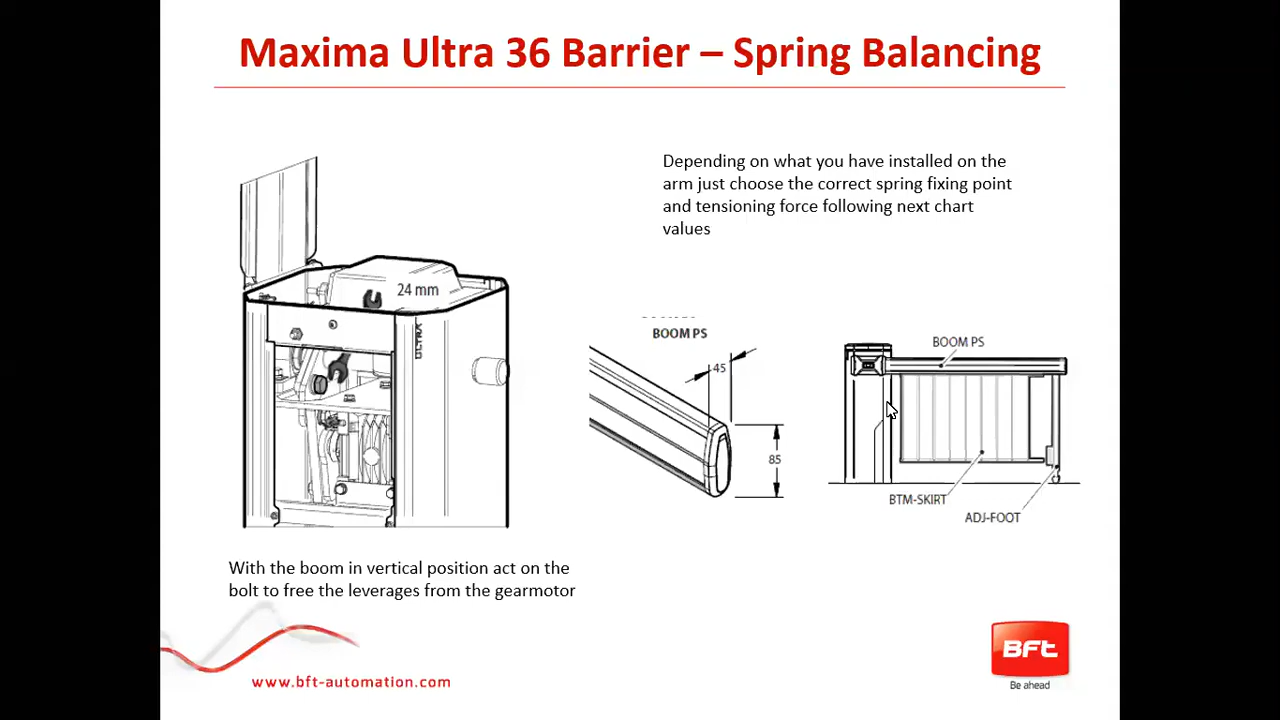 Maxima Ultra 36 Barrier – Spring Balancing
Depending on what you have installed on the
arm just choose the correct spring fixing point
and tensioning force following next chart
values
24 mm
ULTRA
BOOM PS
45
85
BOOM PS
BTM-SKIRT
ADJ-FOOT
With the boom in vertical position act on the
bolt to free the leverages from the gearmotor
www.bft-automation.com
BFt
Be ahead